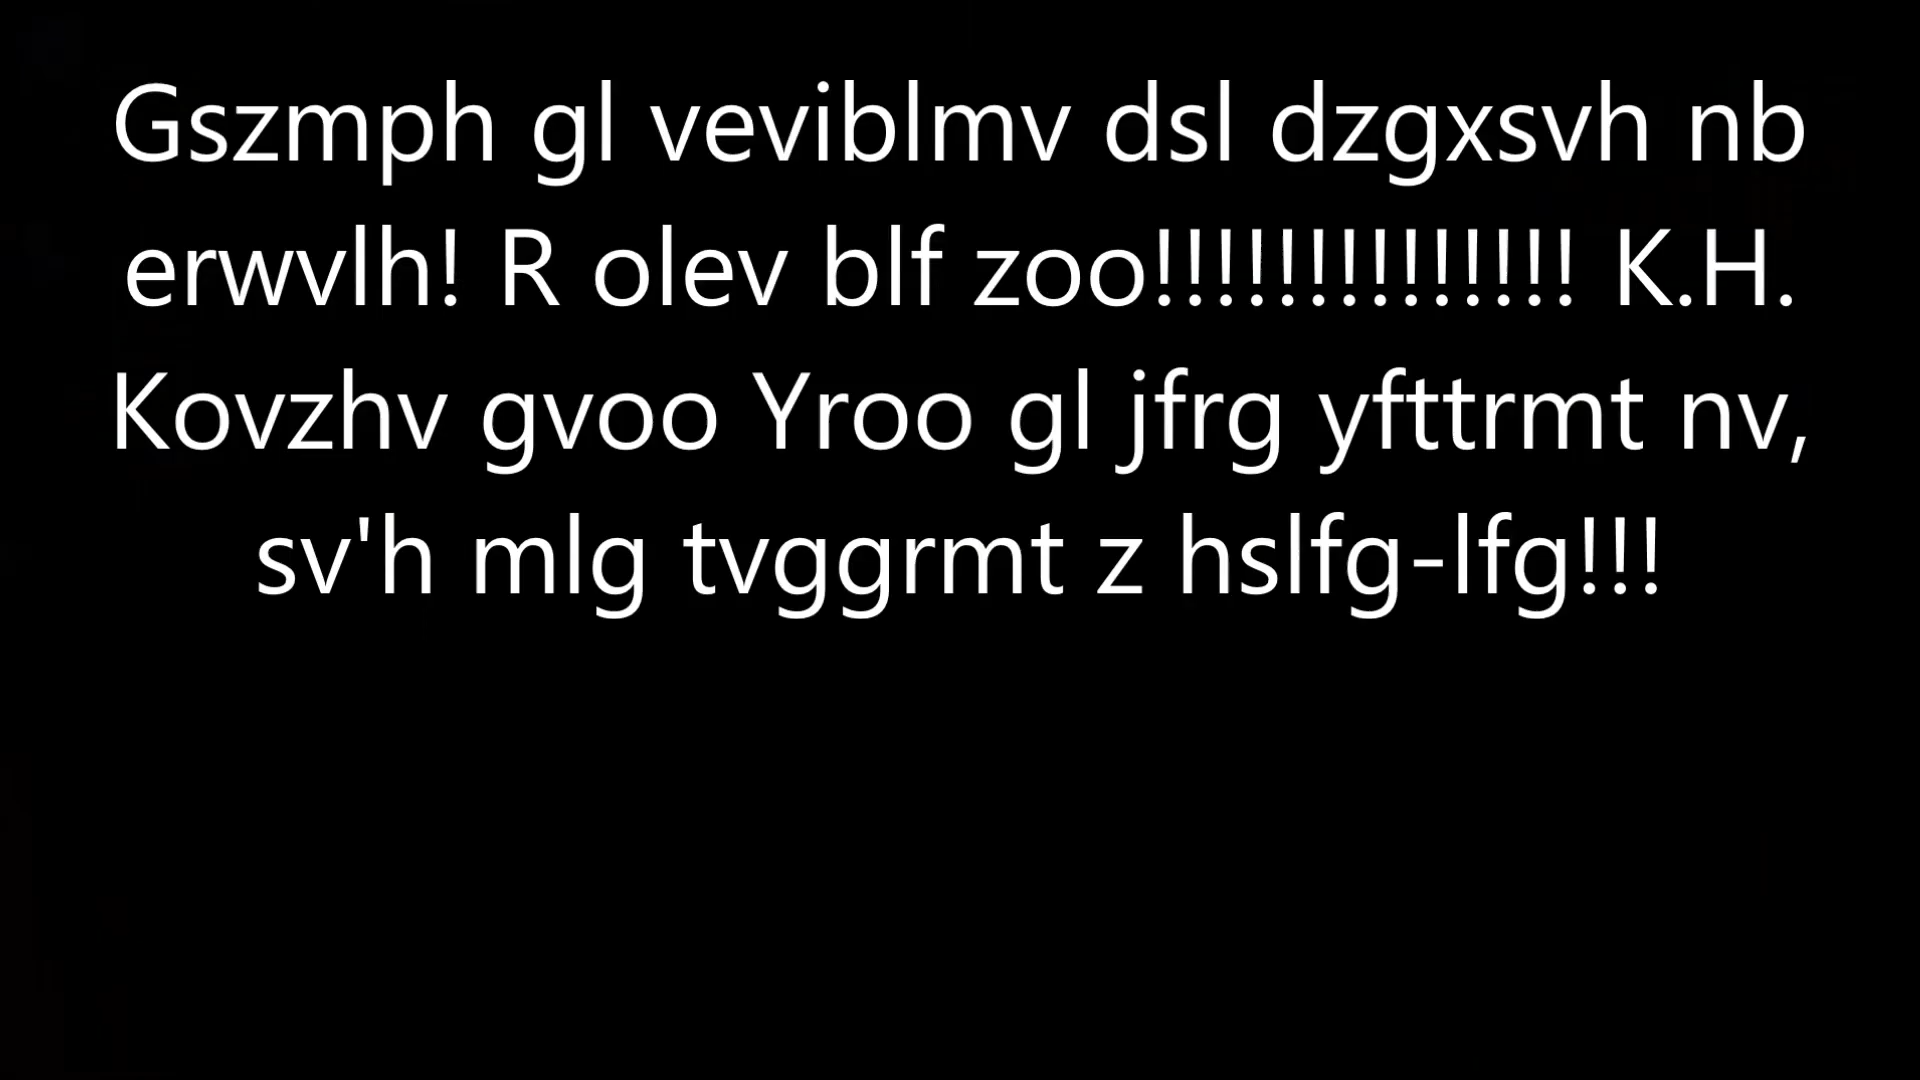 Gszmph gl veviblmv dsl dzgxsvh nb
erwvlh! R olev blf zoo!!!!!!!!!!!!!! K.H.
Kovzhv gvoo Yroo gl jfrg yfttrmt nv,
sv'h mlg tvggrmt z hslfg-lfg!!!